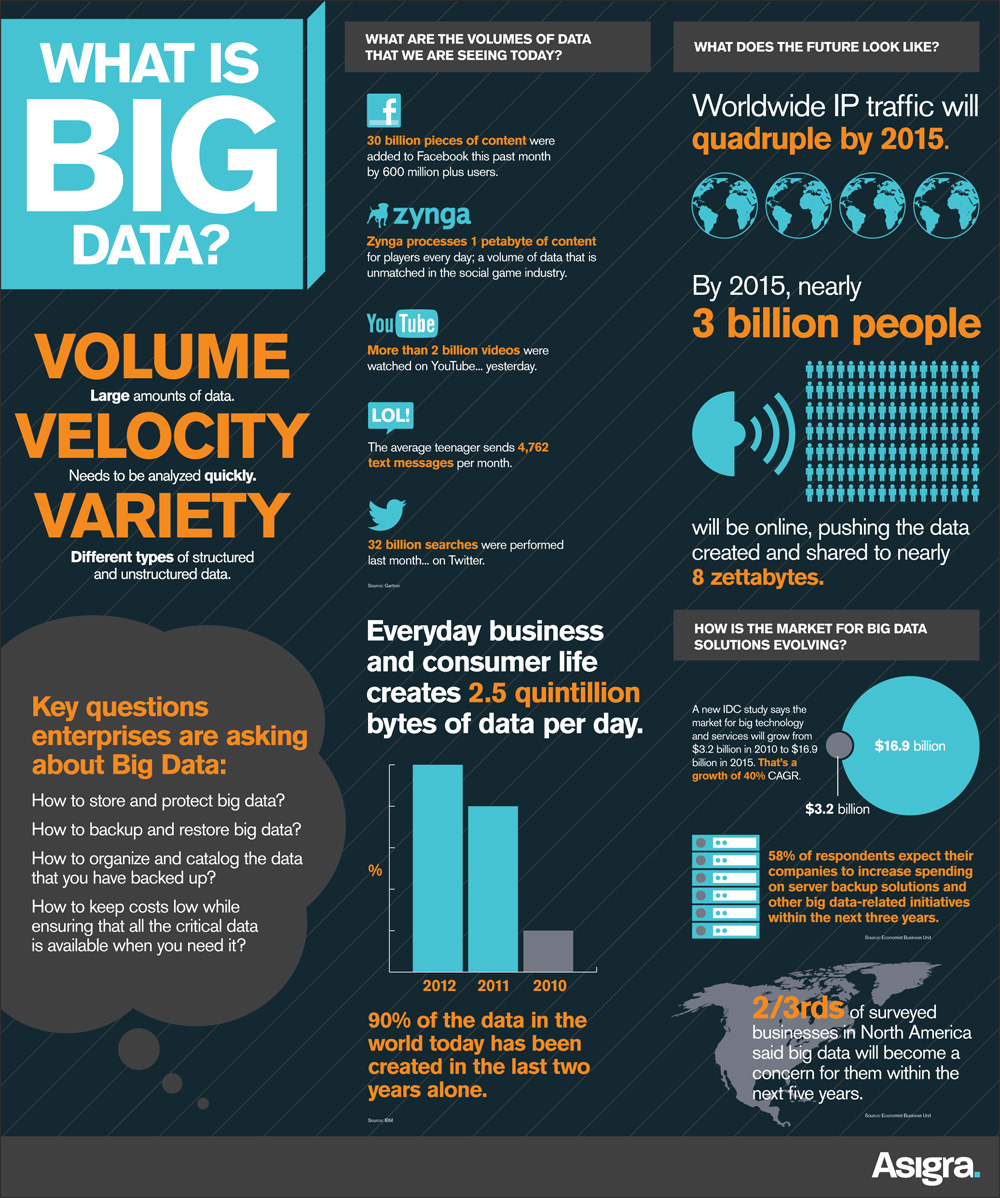 WHAT IS
BIG
DATA?
VOLUME
Large amounts of data.
VELOCITY
Needs to be analyzed quickly.
VARIETY
Different types of structured
and unstructured data.
Key questions
enterprises are asking
about Big Data:
How to store and protect big data?
How to backup and restore big data?
How to organize and catalog the data
that you have backed up?
How to keep costs low while
ensuring that all the critical data
is available when you need it?
WHAT ARE THE VOLUMES OF DATA
THAT WE ARE SEEING TODAY?
f
30 billion pieces of content were
added to Facebook this past month
by 600 million plus users.
zynga
Zynga processes 1 petabyte of content
for players every day; a volume of data that is
unmatched in the social game industry.
YouTube
More than 2 billion videos were
watched on YouTube... yesterday.
LOL!
The average teenager sends 4,762
text messages per month.
32 billion searches were performed
last month... on Twitter.
Source: Gartner
Everyday business
and consumer life
creates 2.5 quintillion
bytes of data per day.
%
2012 2011 2010
90% of the data in the
world today has been
created in the last two
years alone.
Source: IBM
WHAT DOES THE FUTURE LOOK LIKE?
Worldwide IP traffic will
quadruple by 2015.
By 2015, nearly
3 billion people
will be online, pushing the data
created and shared to nearly
8 zettabytes.
HOW IS THE MARKET FOR BIG DATA
SOLUTIONS EVOLVING?
A new IDC study says the
market for big technology
and services will grow from
$3.2 billion in 2010 to $16.9
billion in 2015. That's a
growth of 40% CAGR.
$16.9 billion
$3.2 billion
58% of respondents expect their
companies to increase spending
on server backup solutions and
other big data-related initiatives
within the next three years.
Source: Economist Business Unit
2/3rds of surveyed
businesses in North America
said big data will become a
concern for them within the
next five years.
Source: Economist Business Unit
Asigra.